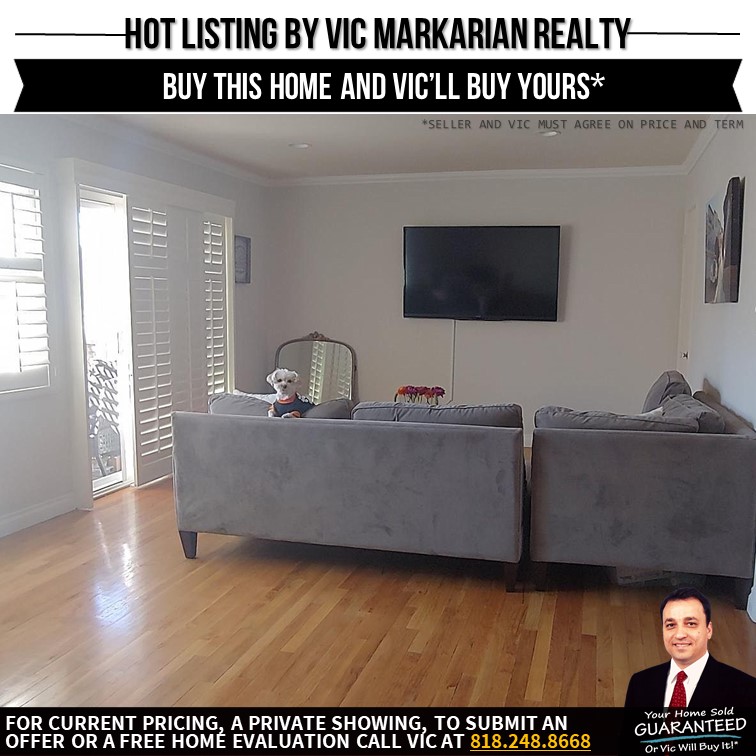 HOT LISTING BY VIC MARKARIAN REALTY
BUY THIS HOME AND VIC'LL BUY YOURS*
*SELLER AND VIC MUST AGREE ON PRICE AND TERM
Your Home Sold
GUARANTEED
Or Vic Will Buy It!
FOR CURRENT PRICING, A PRIVATE SHOWING, TO SUBMIT AN
OFFER OR A FREE HOME EVALUATION CALL VIC AT 818.248.8668